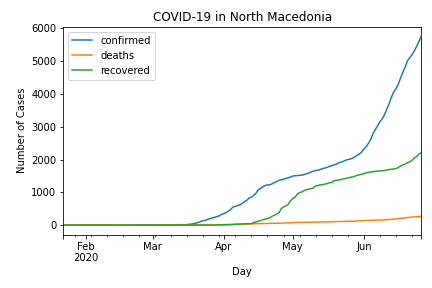 COVID-19 in North Macedonia
confirmed
deaths
recovered
Number of Cases
6000
5000
4000
3000
2000
1000
0
Feb
2020
Mar
Apr
May
Jun
Day